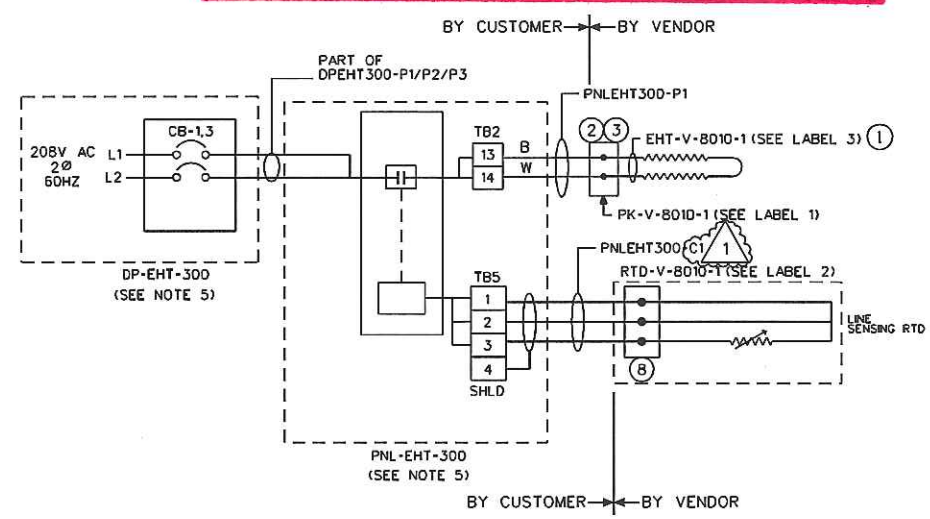 BY CUSTOMER
BY VENDOR
PART OF
DPEHT300-P1/P2/P3
PNLEHT300-P1
CB-1,3
TB2
2
3
EHT-V-8010-1 (SEE LABEL 3)
1
208V AC
2Ø
60HZ
L1
L2
13
B
14
W
PK-V-8010-1 (SEE LABEL 1)
DP-EHT-300
(SEE NOTE 5)
PNLEHT300-C1
1
RTD-V-8010-1 (SEE LABEL 2)
TB5
1
2
3
4
SHLD
LINE
SENSING RTD
8
PNL-EHT-300
(SEE NOTE 5)
BY CUSTOMER
BY VENDOR